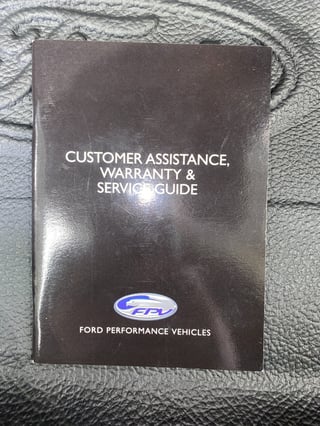 CUSTOMER ASSISTANCE,
WARRANTY &
SERVICE GUIDE
FPV
FORD PERFORMANCE VEHICLES